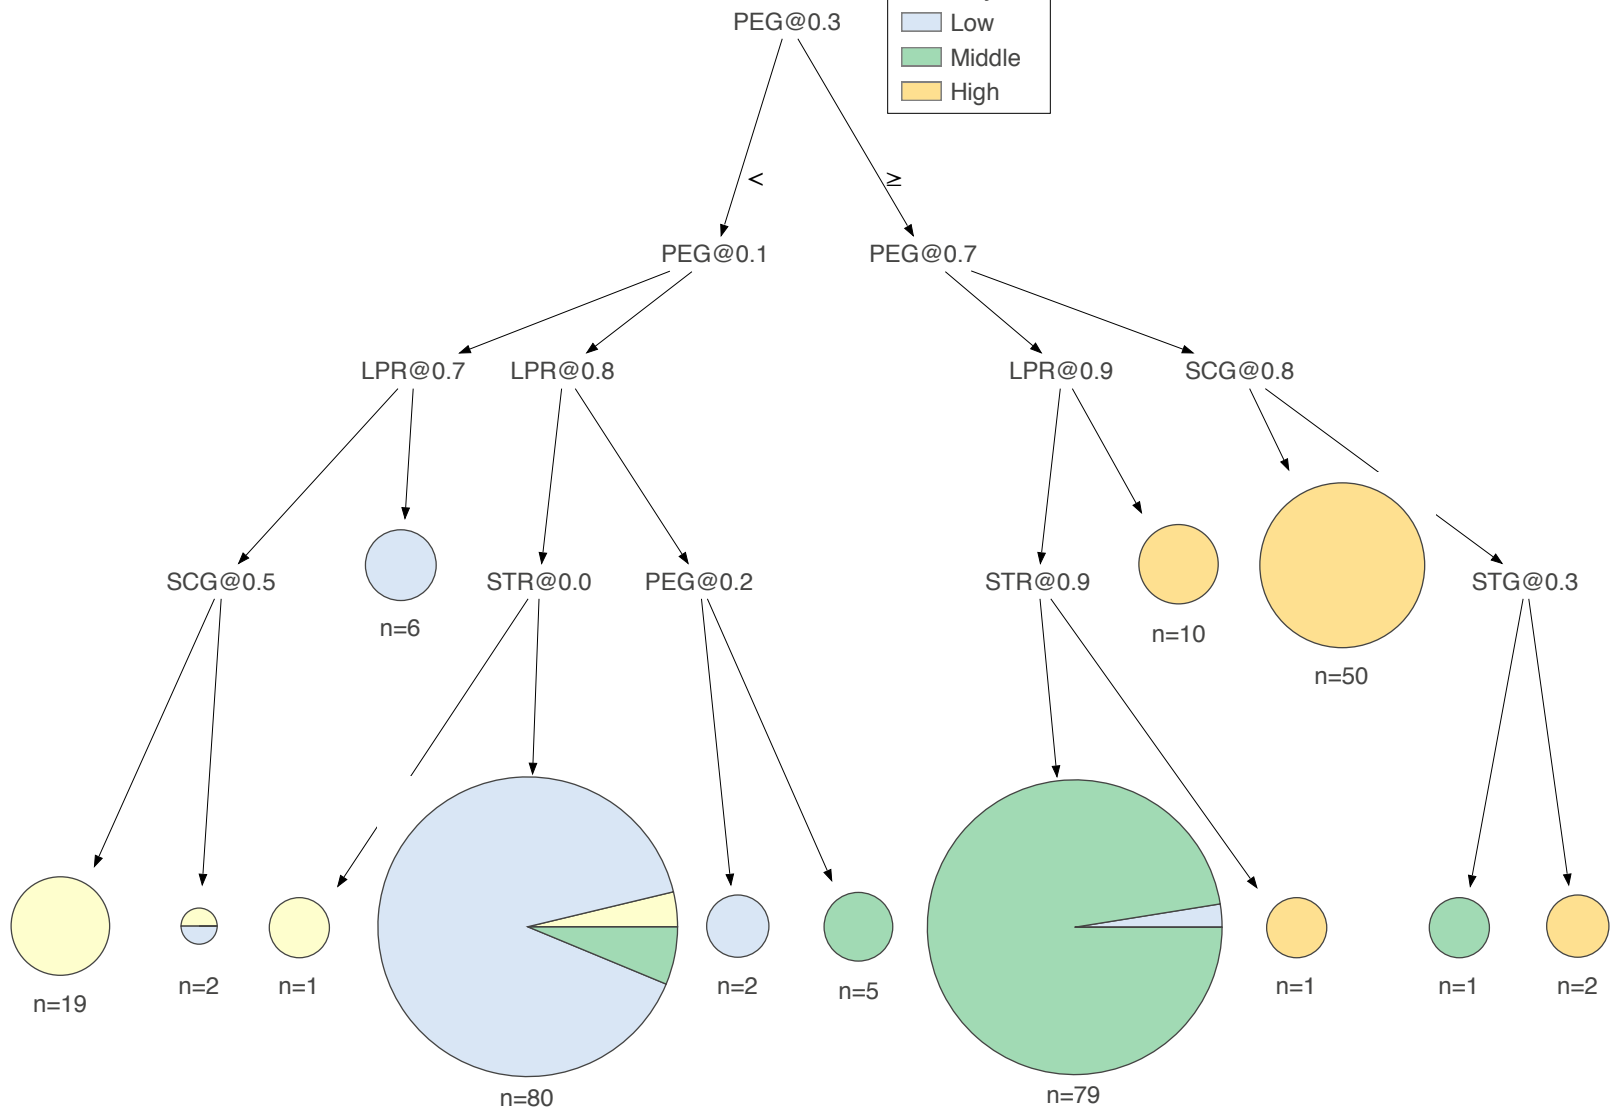 PEG@0.3
Low
Middle
High
<
≥
PEG@0.1
PEG@0.7
LPR@0.7
LPR@0.8
LPR@0.9
SCG@0.8
SCG@0.5
n=6
STR@0.0
PEG@0.2
STR@0.9
n=10
n=50
STG@0.3
n=19
n=2
n=1
n=80
n=2
n=5
n=79
n=1
n=1
n=2